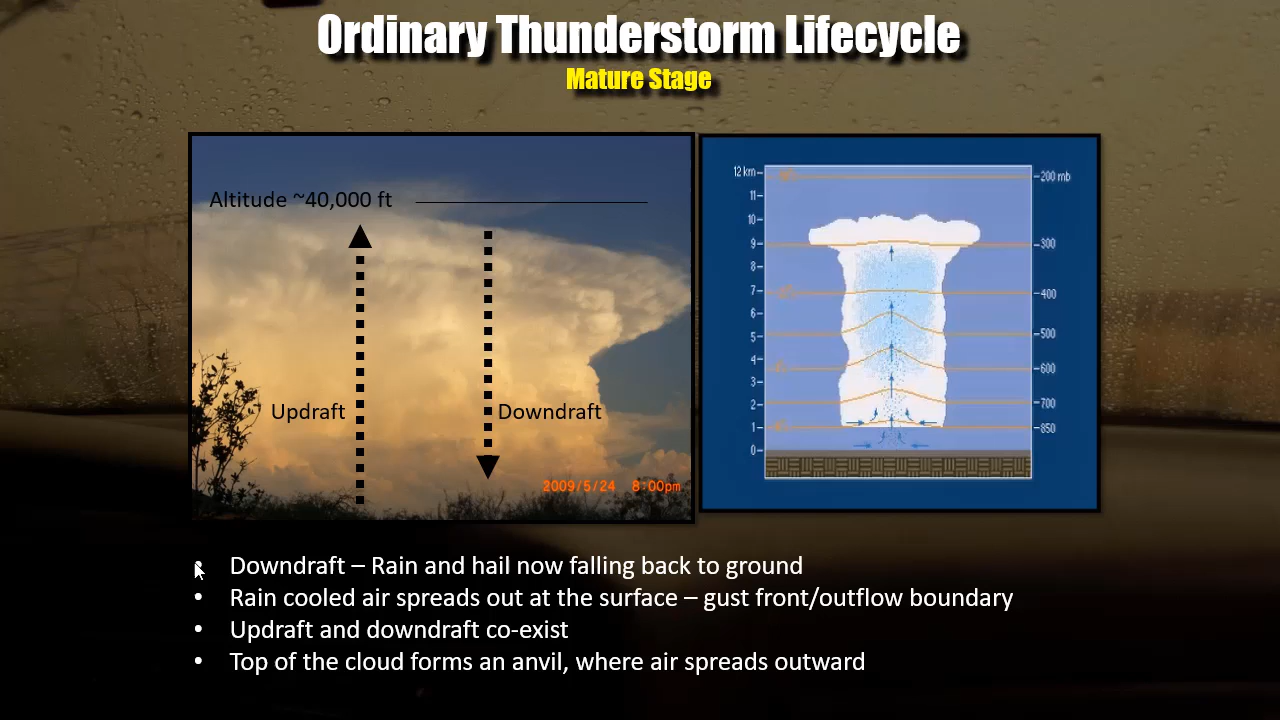 Ordinary Thunderstorm Lifecycle
Mature Stage
Altitude ~40,000 ft
Updraft
Downdraft
2009/5/24 8:00pm
12 km
11
10
9
8
7
6
5
4
3
2
1
0
200 mb
300
400
500
600
700
850
• Downdraft – Rain and hail now falling back to ground
• Rain cooled air spreads out at the surface – gust front/outflow boundary
• Updraft and downdraft co-exist
• Top of the cloud forms an anvil, where air spreads outward